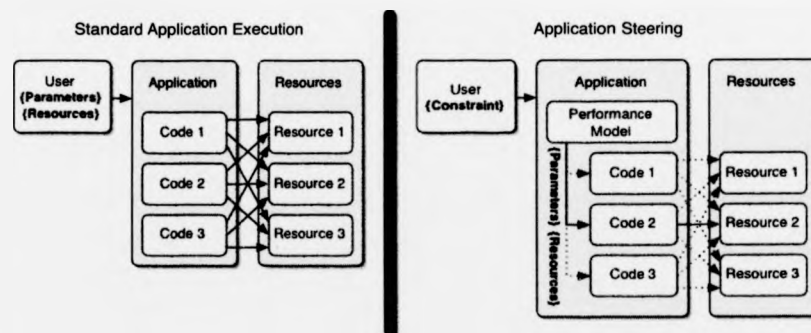 Standard Application Execution
User
{Parameters}
{Resources}
Application
Code 1
Code 2
Code 3
Resources
Resource 1
Resource 2
Resource 3
Application Steering
User
{Constraint}
Application
Performance
Model
{Parameters} {Resources}
Code 1
Code 2
Code 3
Resources
Resource 1
Resource 2
Resource 3